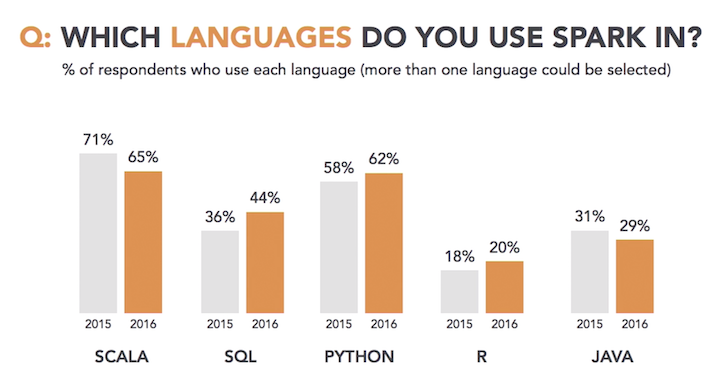 Q: WHICH LANGUAGES DO YOU USE SPARK IN?
% of respondents who use each language (more than one language could be selected)
71% 65% 36% 44% 58% 62% 18% 20% 31% 29%
2015 2016 2015 2016 2015 2016 2015 2016 2015 2016
SCALA SQL PYTHON R JAVA